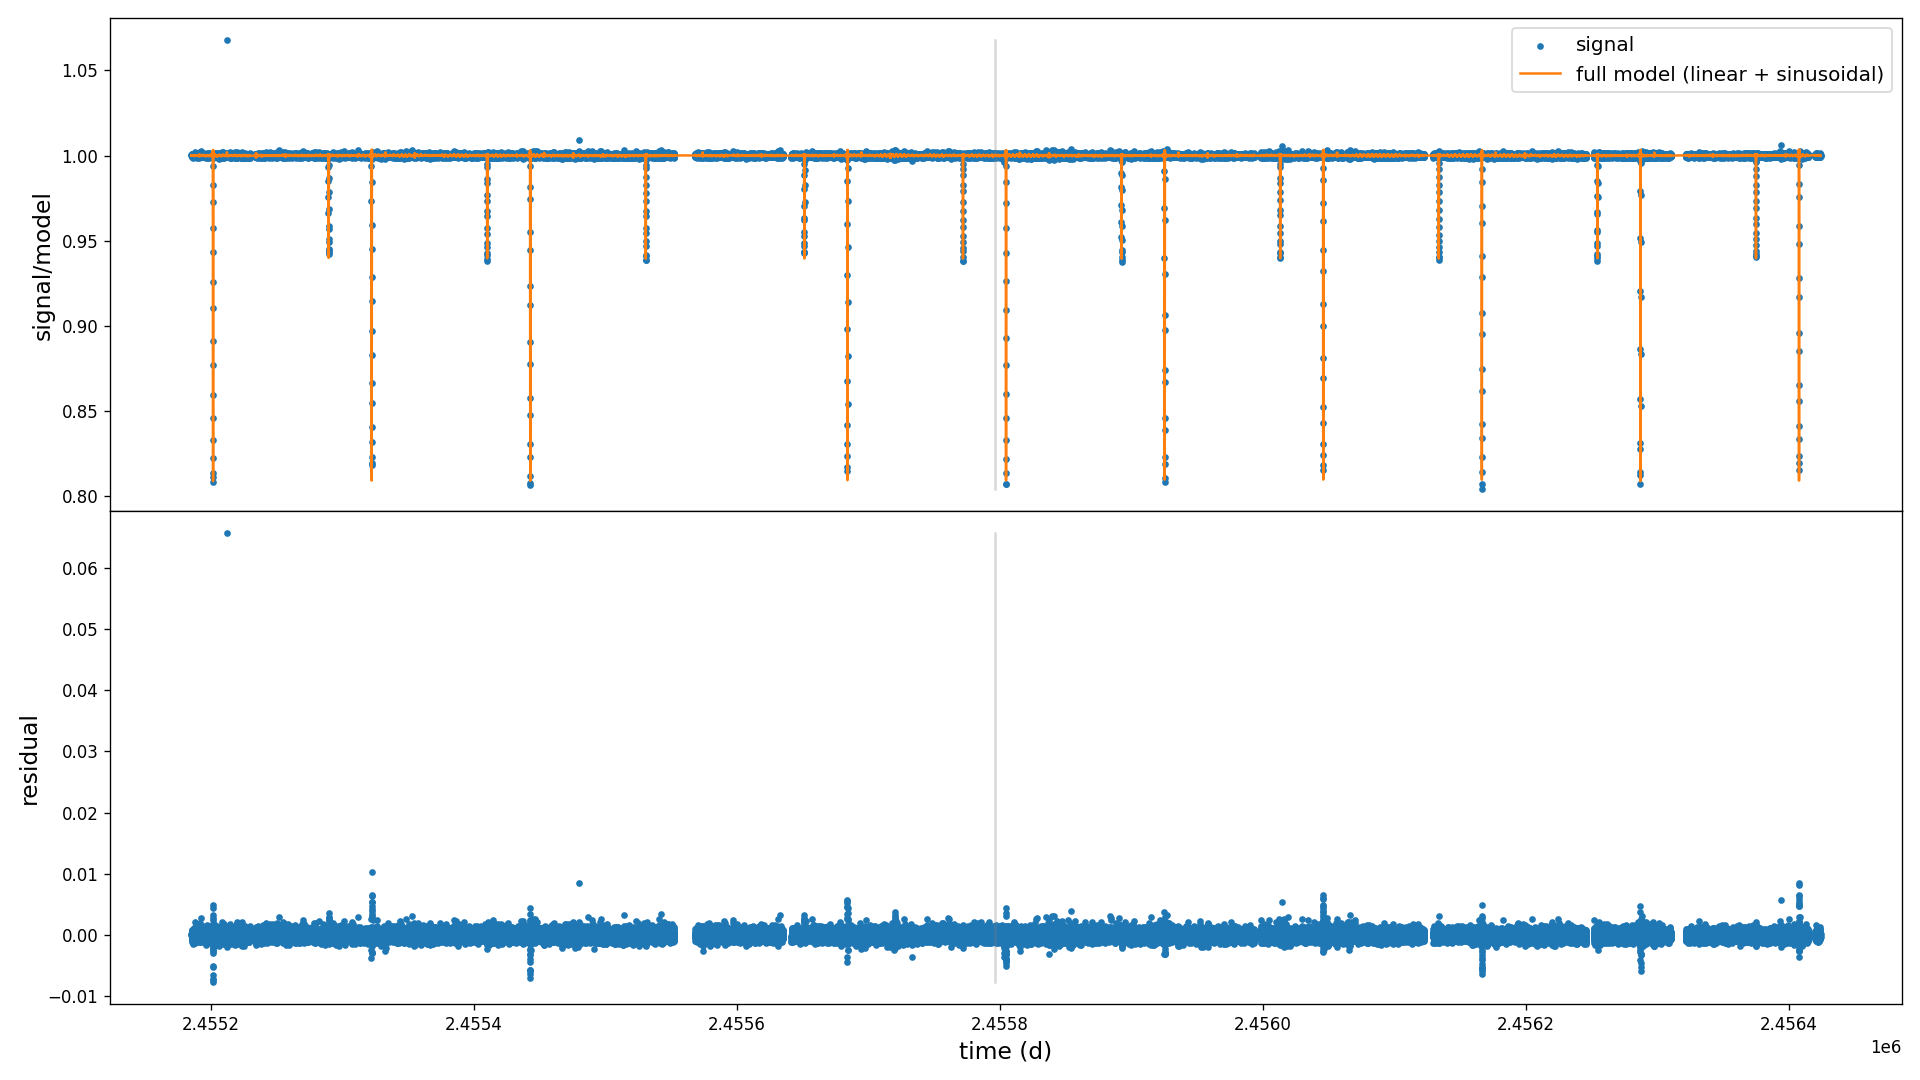 signal
full model (linear + sinusoidal)
signal/model
1.05
1.00
0.95
0.90
0.85
0.80
residual
0.06
0.05
0.04
0.03
0.02
0.01
0.00
−0.01
2.4552 2.4554 2.4556 2.4558 2.4560 2.4562 2.4564
1e6
time (d)